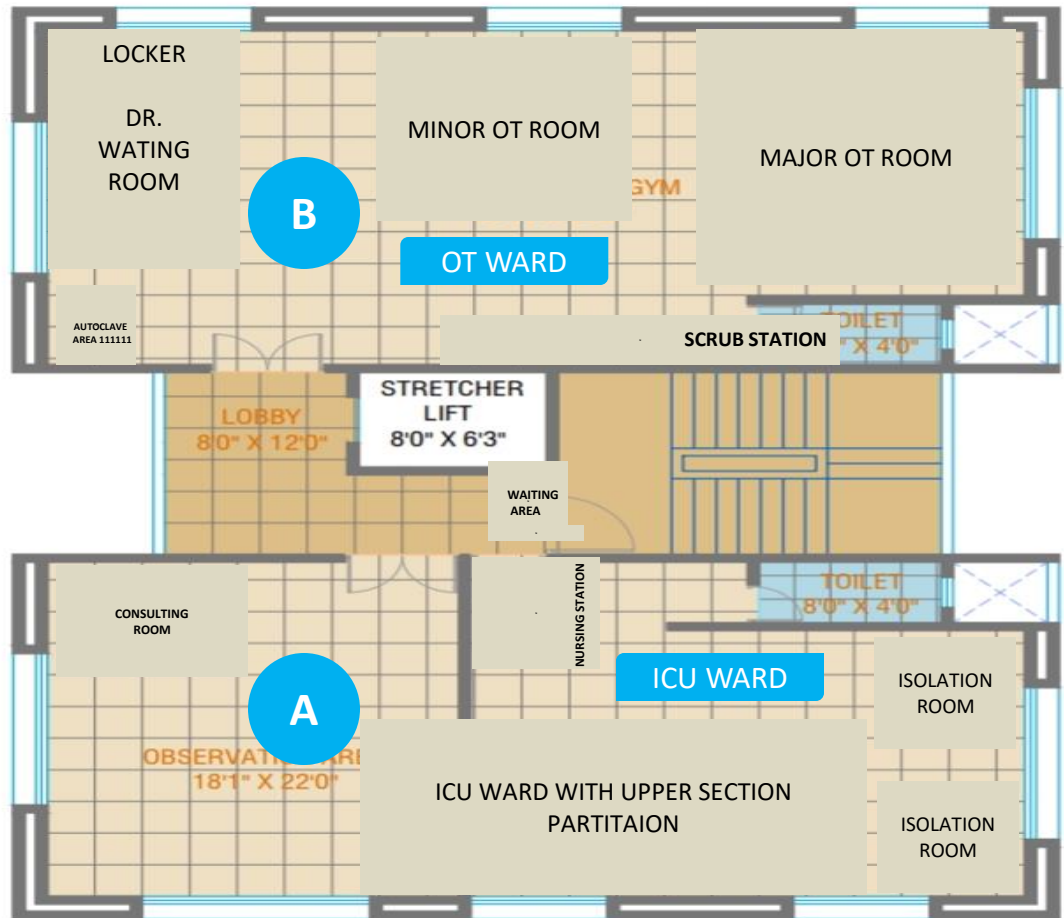 LOCKER
DR.
WATING
ROOM
MINOR OT ROOM
MAJOR OT ROOM
GYM
B
OT WARD
AUTOCLAVE
AREA 111111
SCRUB STATION
TOILET
X 4'0"
STRETCHER
LIFT
8'0" X 6'3"
LOBBY
8'0" X 12'0"
WAITING
AREA
CONSULTING
ROOM
NURSING STATION
TOILET
8'0" X 4'0"
A
ICU WARD
ISOLATION
ROOM
18'1" X 22'0"
ICU WARD WITH UPPER SECTION
PARTITAION
ISOLATION
ROOM